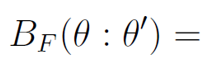 B_F(θ : θ′) =